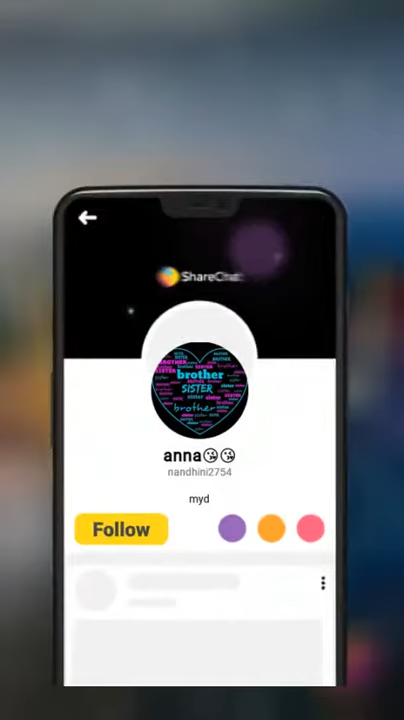 ShareChat
brother
SISTER
brother
anna😘😘
nandhini2754
myd
Follow